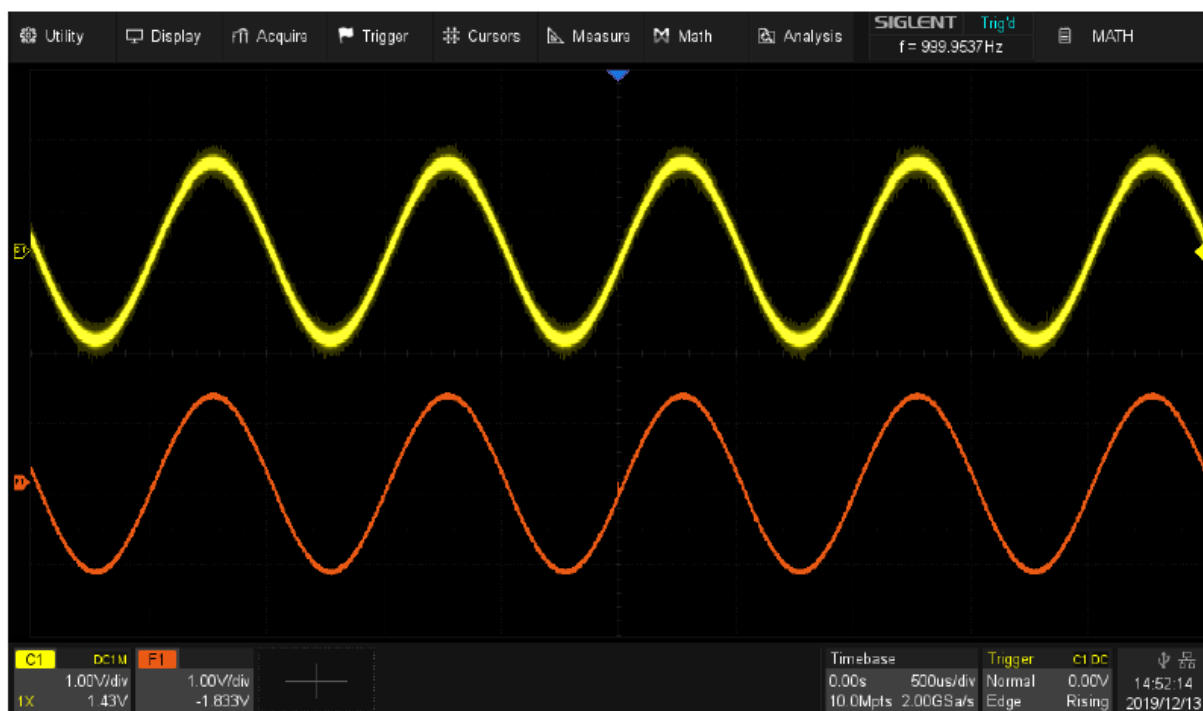 Utility Display Acquire Trigger Cursors Measure Math Analysis SIGLENT Trig'd MATH
f = 999.9537Hz
C1 DC1M F1 Timebase Trigger C1 DC
1.00V/div 1.00V/div 0.00s 500us/div Normal 0.00V 14:52:14
1X 1.43V -1.833V 10.0Mpts 2.00GSa/s Edge Rising 2019/12/13